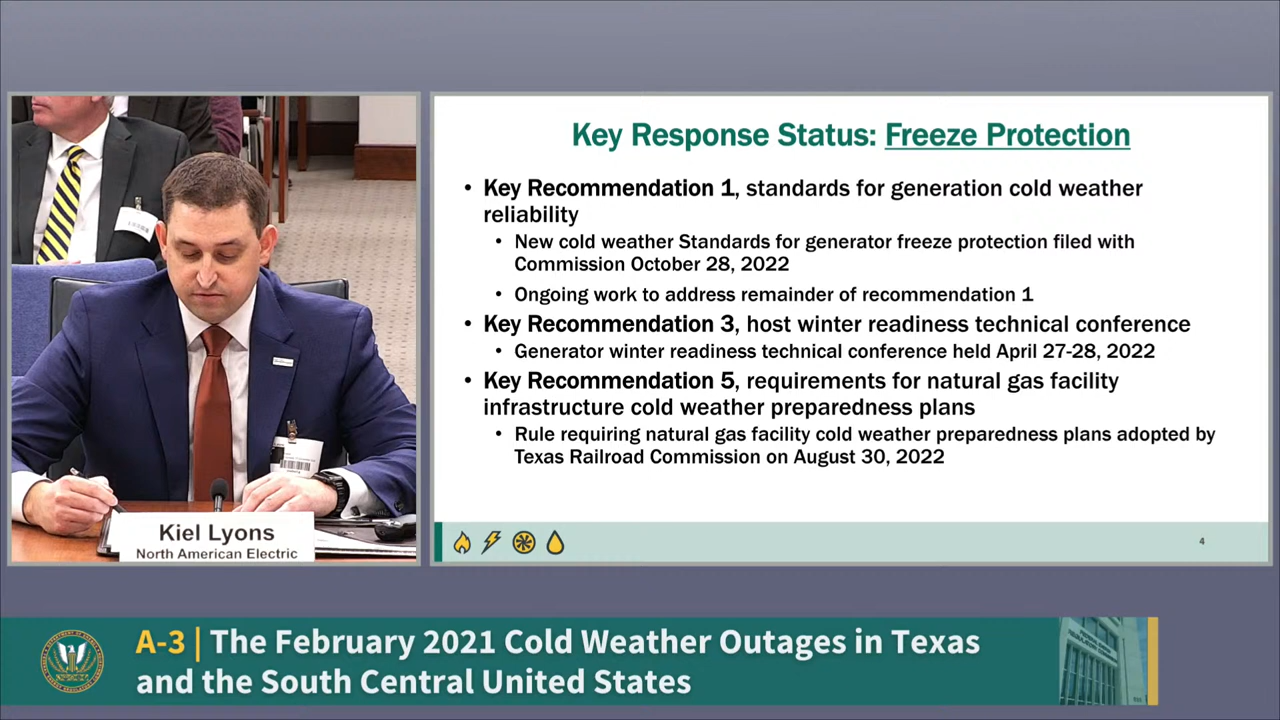 Key Response Status: Freeze Protection
• Key Recommendation 1, standards for generation cold weather
reliability
• New cold weather Standards for generator freeze protection filed with
Commission October 28, 2022
• Ongoing work to address remainder of recommendation 1
• Key Recommendation 3, host winter readiness technical conference
• Generator winter readiness technical conference held April 27-28, 2022
• Key Recommendation 5, requirements for natural gas facility
infrastructure cold weather preparedness plans
• Rule requiring natural gas facility cold weather preparedness plans adopted by
Texas Railroad Commission on August 30, 2022
4
Kiel Lyons
North American Electric
A-3 | The February 2021 Cold Weather Outages in Texas
and the South Central United States